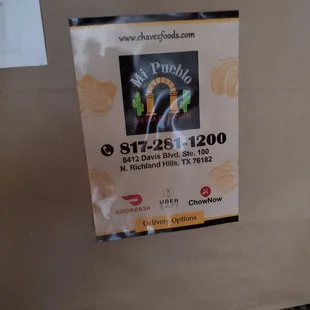 www.chavezfoods.com
Mi Pueblo
817-281-1200
8412 Davis Blvd. Ste. 100
N. Richland Hills, TX 76182
DOORDASH
UBER
EATS
ChowNow
Delivery Options